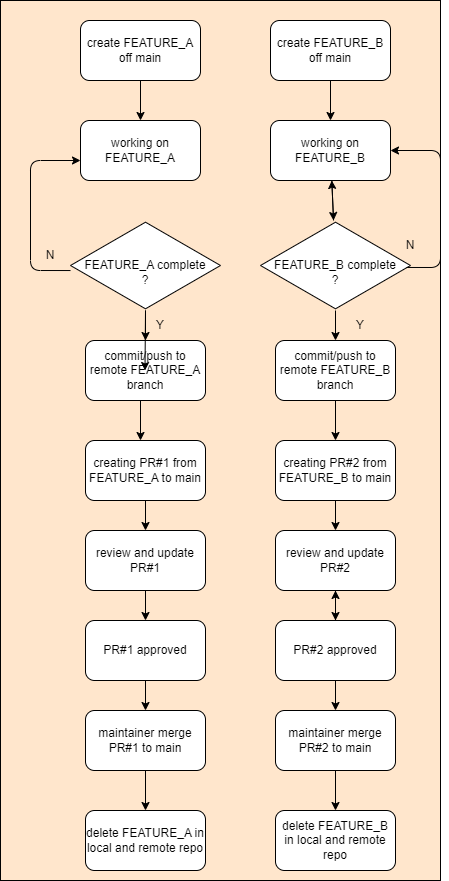 create FEATURE_A
off main
working on
FEATURE_A
N
FEATURE_A complete
?
Y
commit/push to
remote FEATURE_A
branch
creating PR#1 from
FEATURE_A to main
review and update
PR#1
PR#1 approved
maintainer merge
PR#1 to main
delete FEATURE_A in
local and remote repo
create FEATURE_B
off main
working on
FEATURE_B
N
FEATURE_B complete
?
Y
commit/push to
remote FEATURE_B
branch
creating PR#2 from
FEATURE_B to main
review and update
PR#2
PR#2 approved
maintainer merge
PR#2 to main
delete FEATURE_B
in local and remote
repo